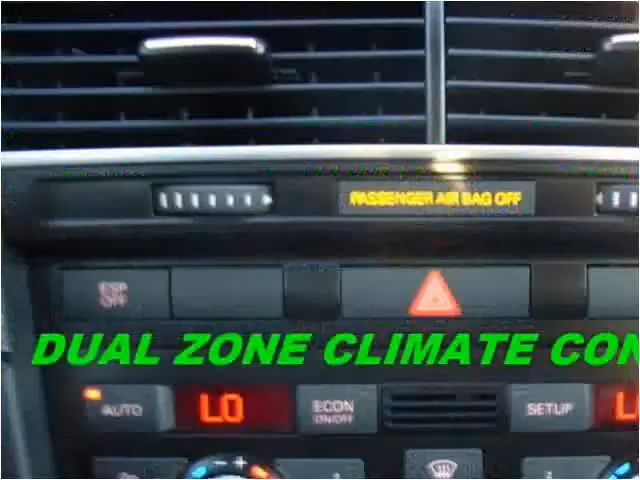 PASSENGER AIR BAG OFF
ESP
OFF
DUAL ZONE CLIMATE CON
AUTO
LO
ECON
ON/OFF
SETUP
L